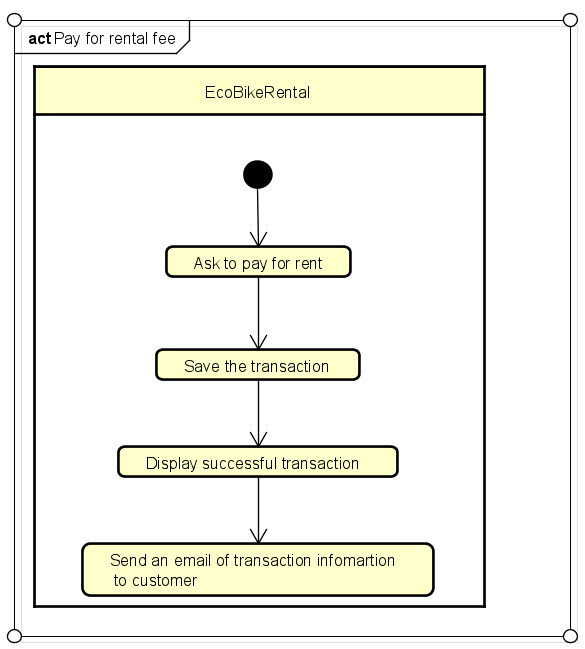 act Pay for rental fee
EcoBikeRental
Ask to pay for rent
Save the transaction
Display successful transaction
Send an email of transaction infomartion
to customer